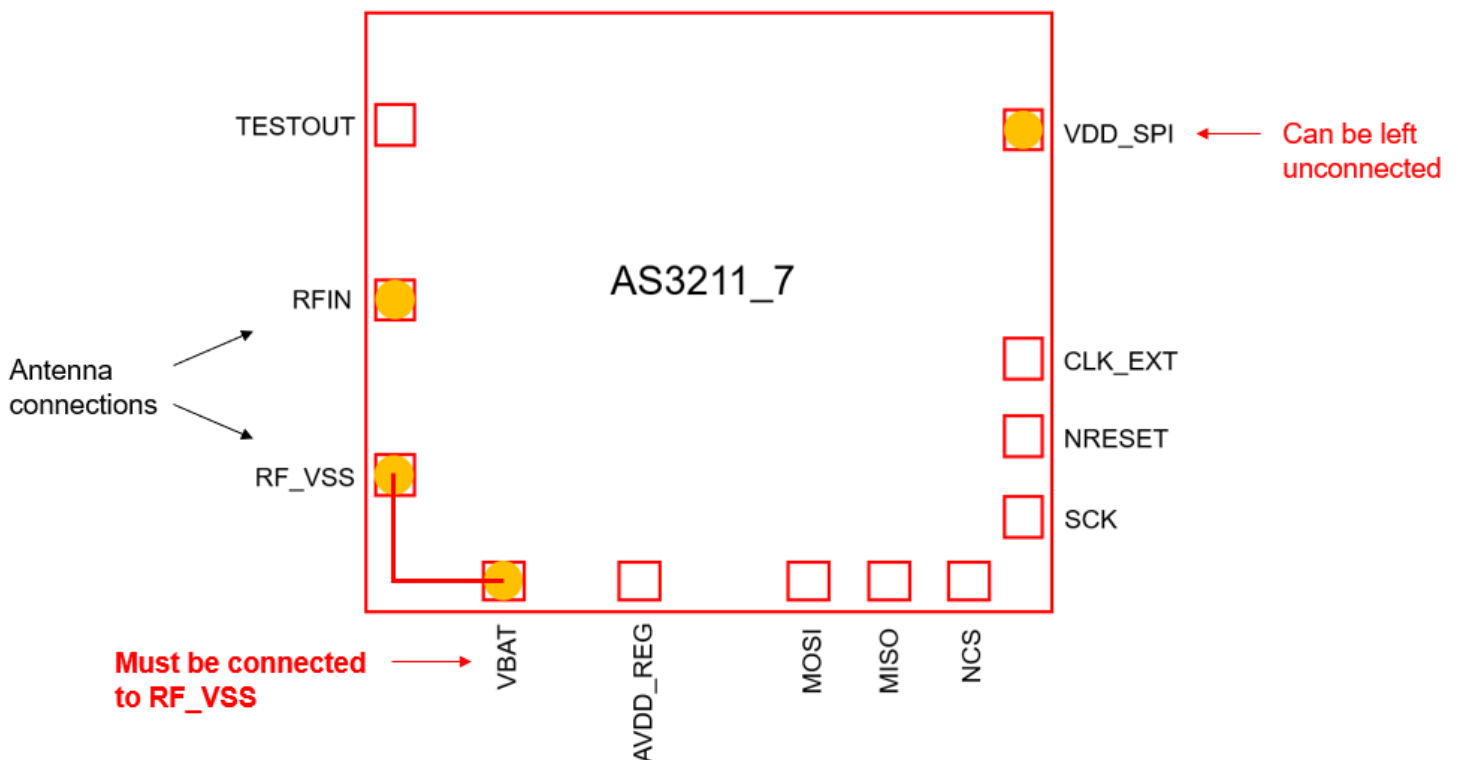 TESTOUT
VDD_SPI
Can be left
unconnected
AS3211_7
RFIN
Antenna
connections
CLK_EXT
NRESET
RF_VSS
SCK
Must be connected
to RF_VSS
VBAT
AVDD_REG
MOSI
MISO
NCS